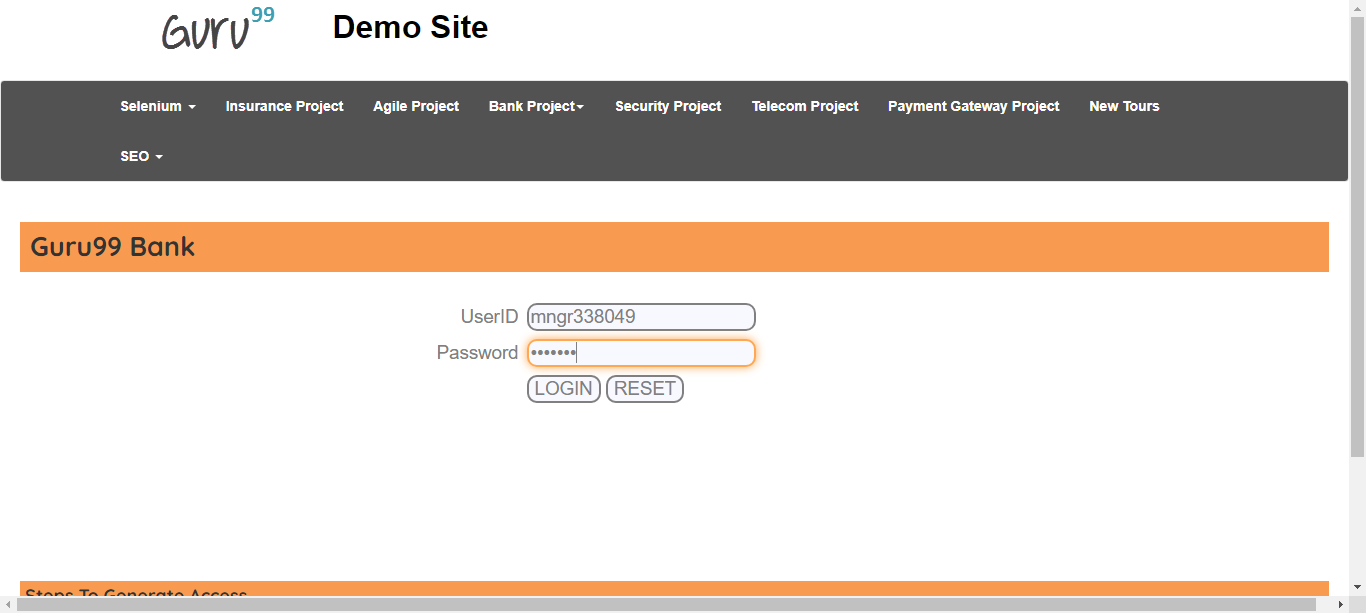 Guru99 Demo Site
Selenium Insurance Project Agile Project Bank Project Security Project Telecom Project Payment Gateway Project New Tours
SEO
Guru99 Bank
UserID mngr338049
Password •••••••
LOGIN RESET
Steps To Generate Access